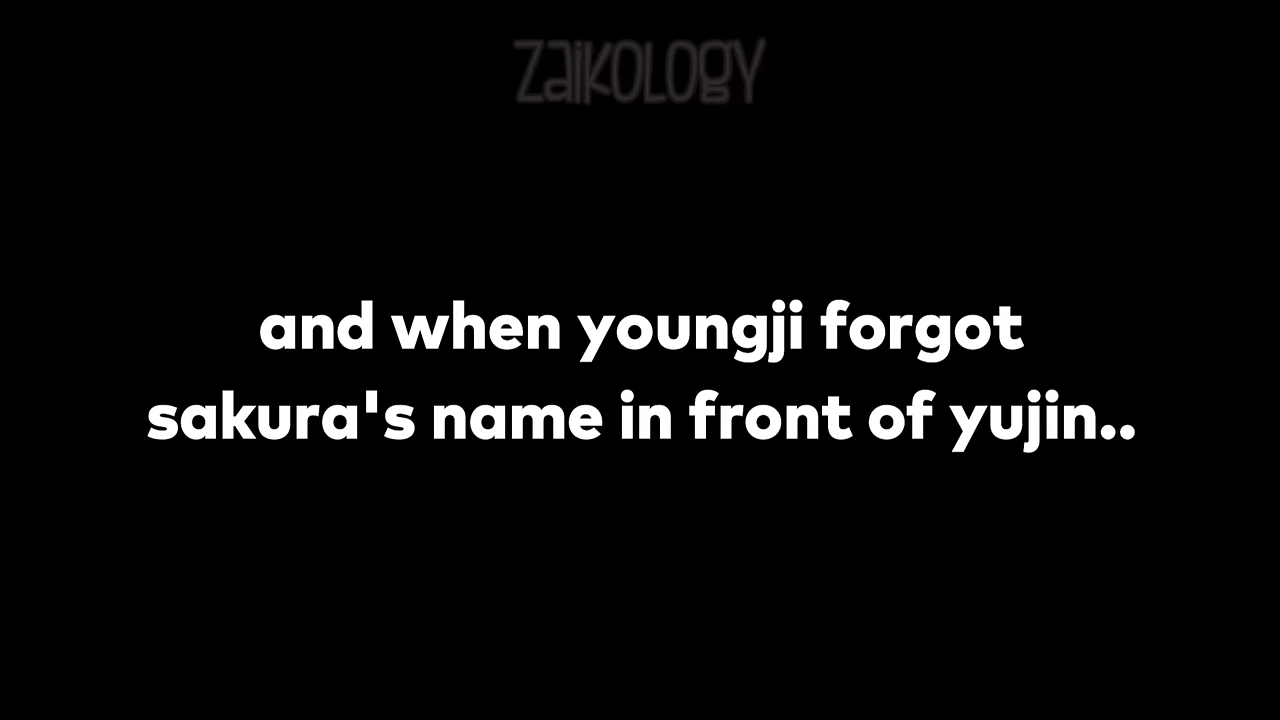 zaikology
and when youngji forgot
sakura's name in front of yujin..